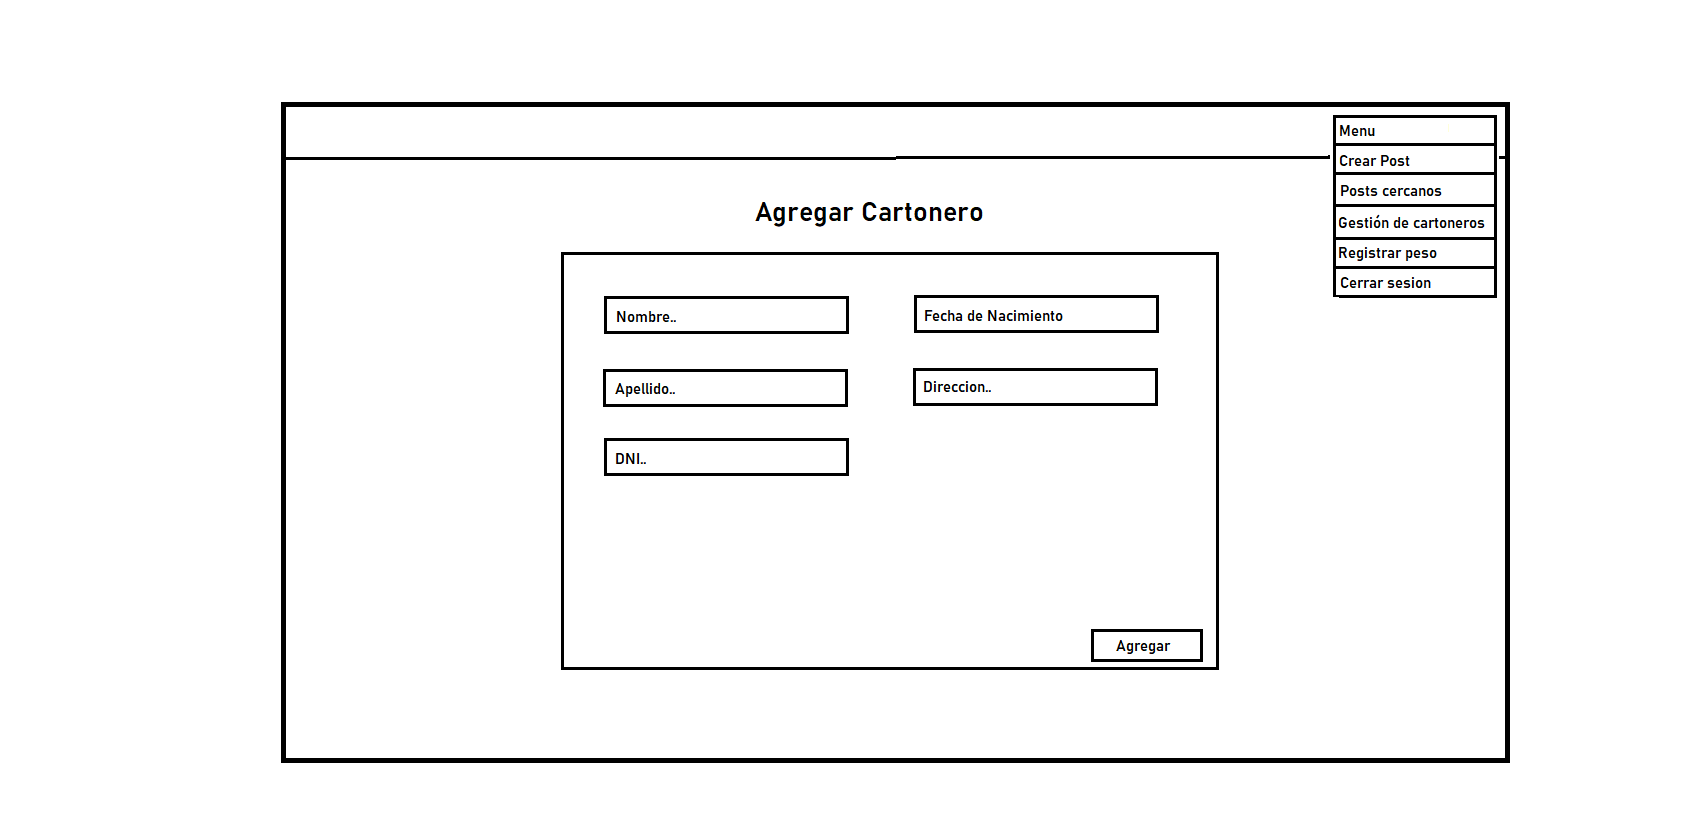 Menu
Crear Post
Posts cercanos
Gestión de cartoneros
Registrar peso
Cerrar sesion
Agregar Cartonero
Nombre..
Fecha de Nacimiento
Apellido..
Direccion..
DNI..
Agregar